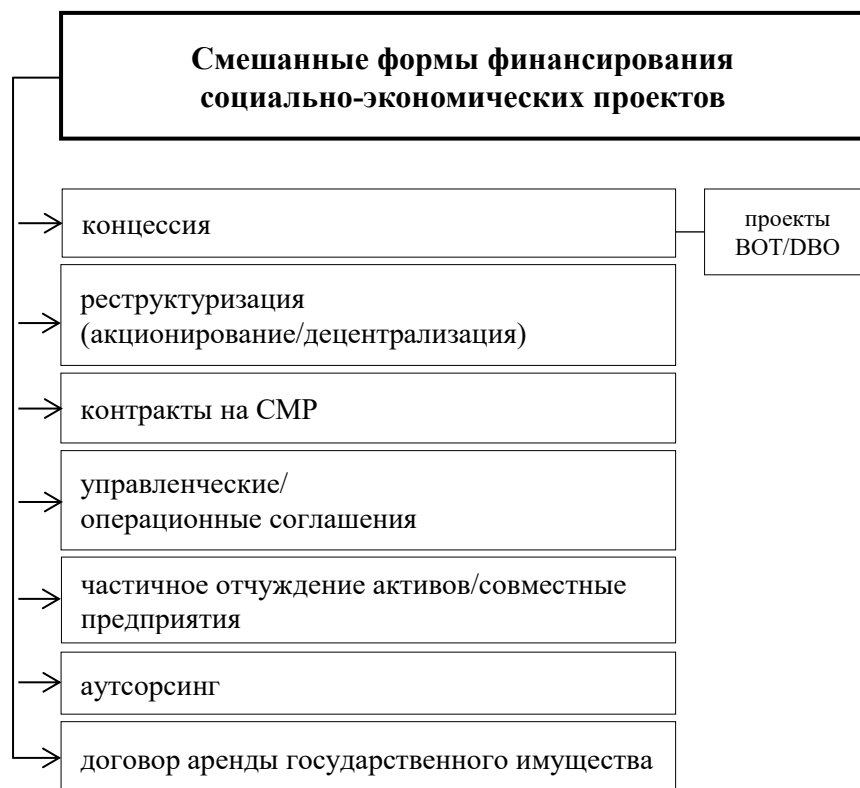 Смешанные формы финансирования
социально-экономических проектов
концессия
проекты
BOT/DBO
реструктуризация
(акционирование/децентрализация)
контракты на СМР
управленческие/
операционные соглашения
частичное отчуждение активов/совместные
предприятия
аутсорсинг
договор аренды государственного имущества